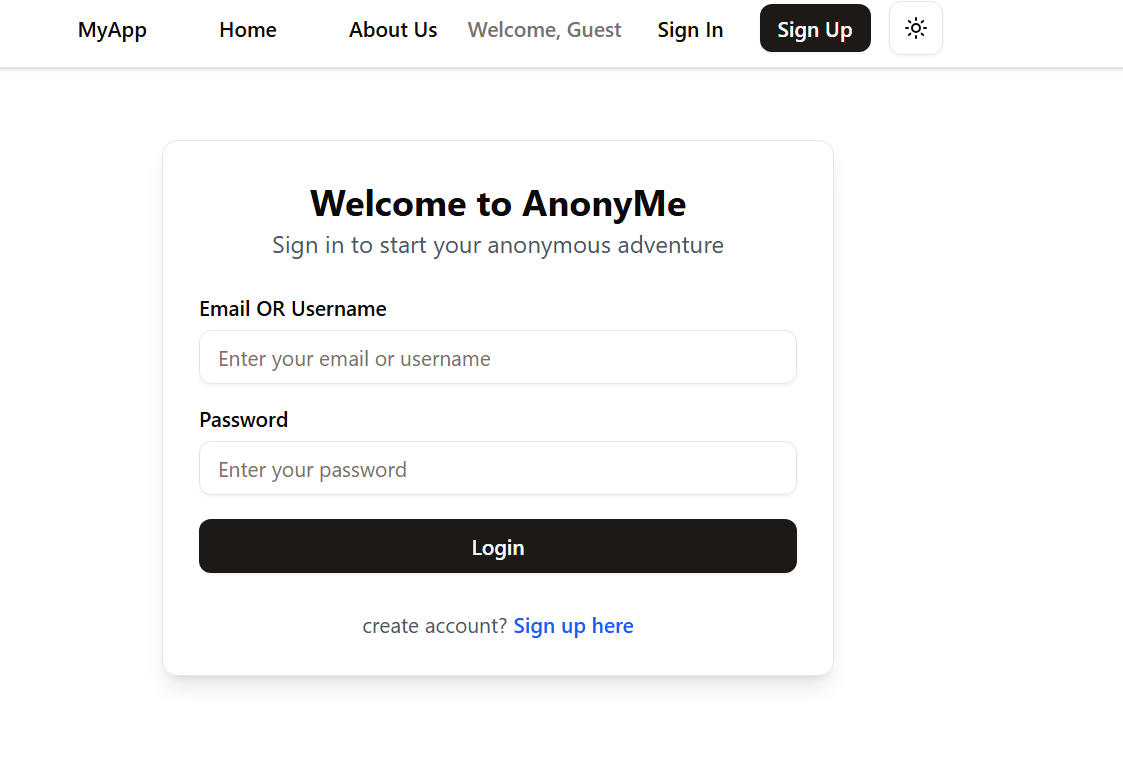 MyApp Home About Us Welcome, Guest Sign In Sign Up
Welcome to AnonyMe
Sign in to start your anonymous adventure
Email OR Username
Enter your email or username
Password
Enter your password
Login
create account? Sign up here